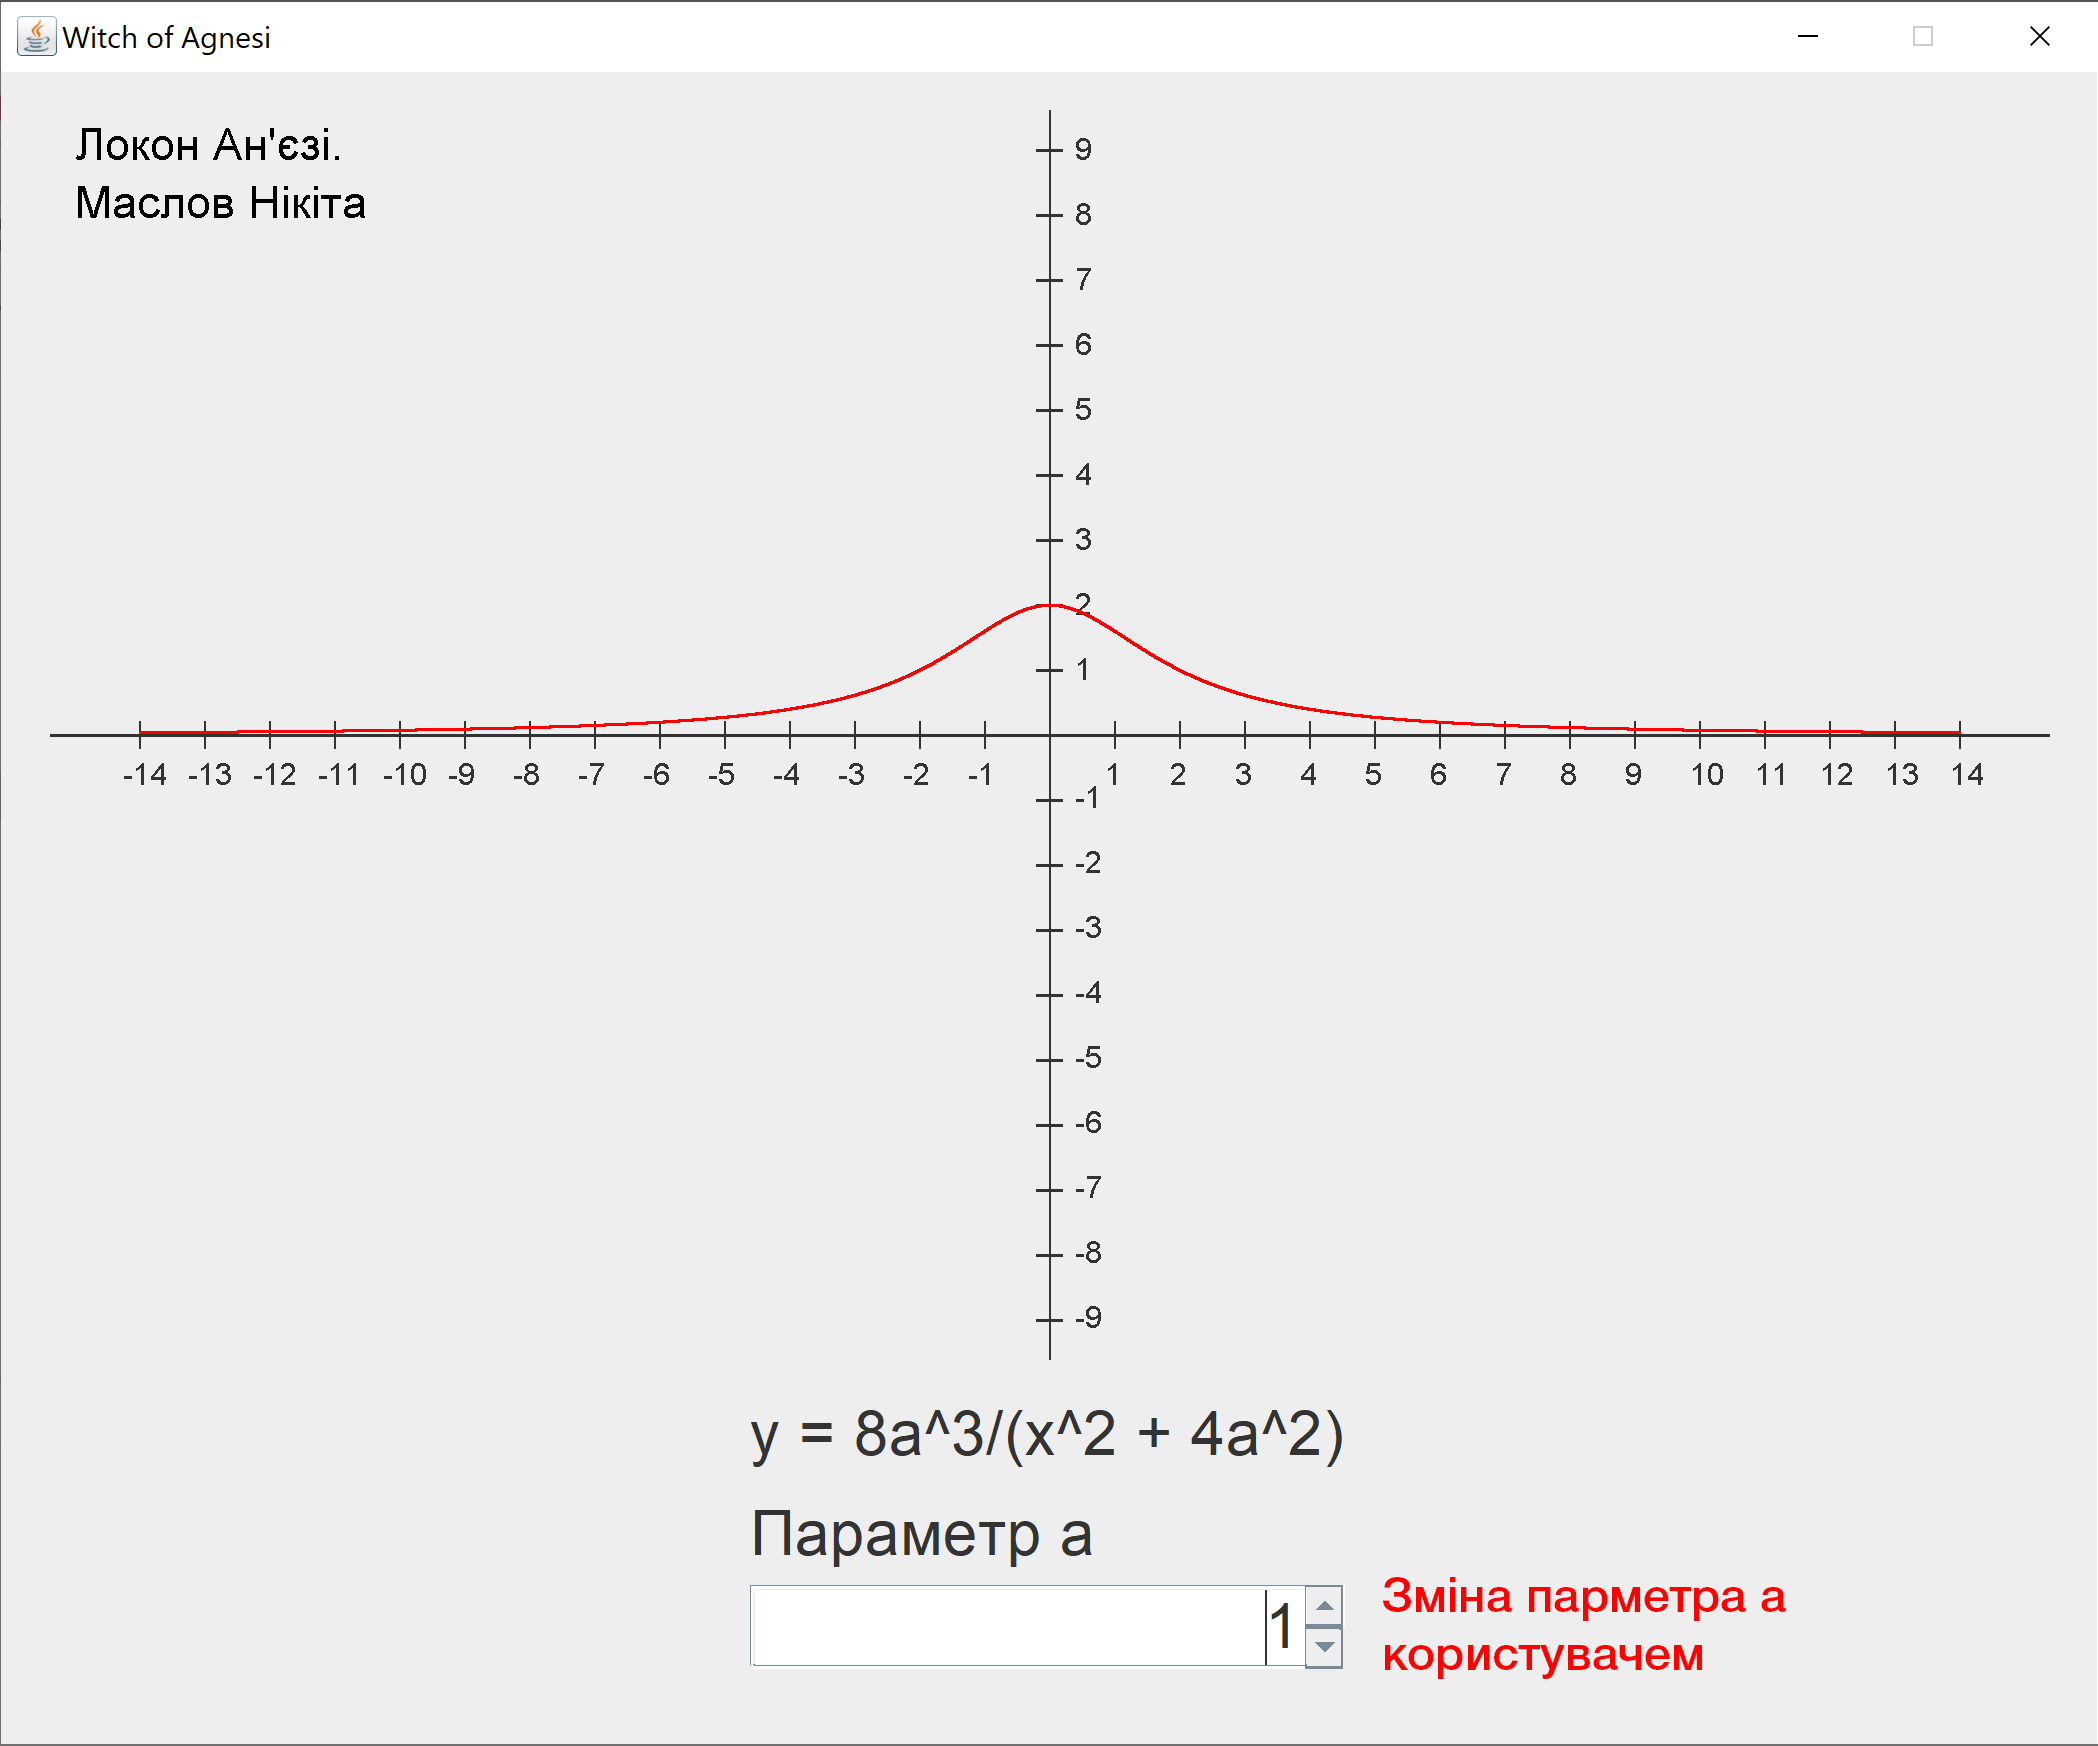 Witch of Agnesi
Локон Ан'єзі.
Маслов Нікіта
9
8
7
6
5
4
3
2
1
-14 -13 -12 -11 -10 -9 -8 -7 -6 -5 -4 -3 -2 -1 1 2 3 4 5 6 7 8 9 10 11 12 13 14
-1
-2
-3
-4
-5
-6
-7
-8
-9
y = 8a^3/(x^2 + 4a^2)
Параметр a
1
Зміна парметра а
користувачем